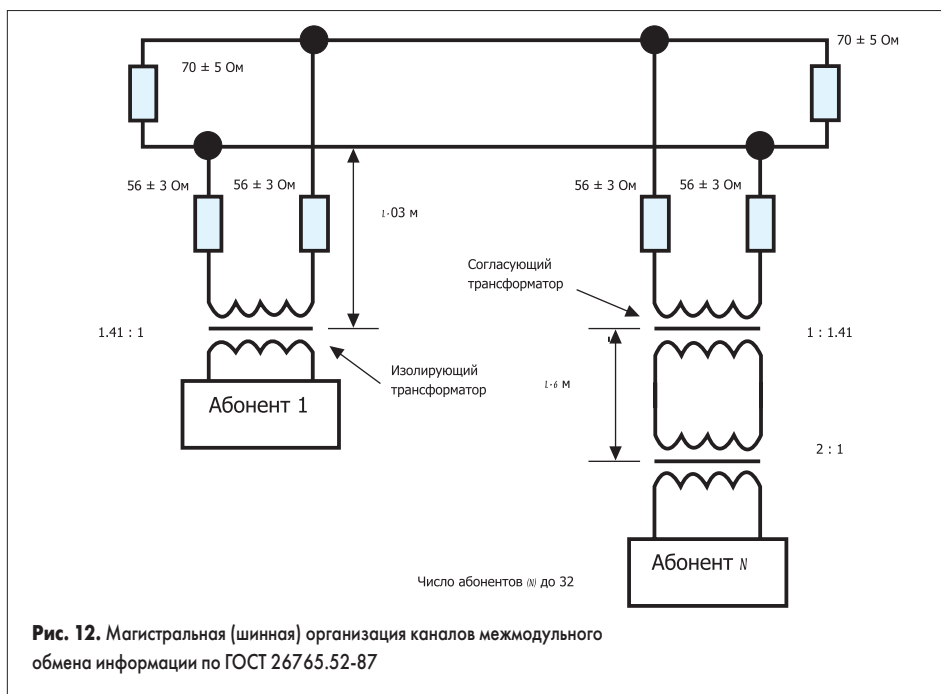 70 ± 5 Ом
70 ± 5 Ом
56 ± 3 Ом
56 ± 3 Ом
56 ± 3 Ом
56 ± 3 Ом
L·03 м
Согласующий
трансформатор
1.41 : 1
1 : 1.41
Изолирующий
трансформатор
L·6 м
Абонент 1
2 : 1
Абонент N
Число абонентов (N) до 32
Рис. 12. Магистральная (шинная) организация каналов межмодульного
обмена информации по ГОСТ 26765.52-87